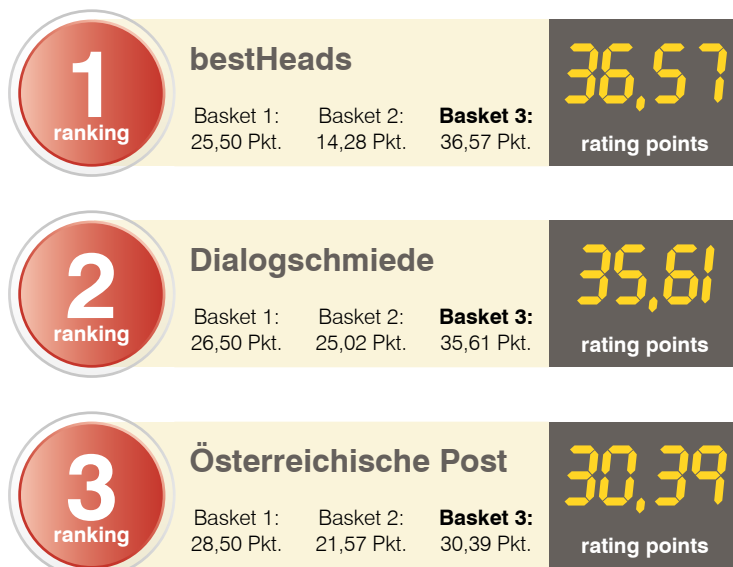 1
ranking
bestHeads
Basket 1: Basket 2: Basket 3:
25,50 Pkt. 14,28 Pkt. 36,57 Pkt.
36,57
rating points
2
ranking
Dialogschmiede
Basket 1: Basket 2: Basket 3:
26,50 Pkt. 25,02 Pkt. 35,61 Pkt.
35,61
rating points
3
ranking
Österreichische Post
Basket 1: Basket 2: Basket 3:
28,50 Pkt. 21,57 Pkt. 30,39 Pkt.
30,39
rating points